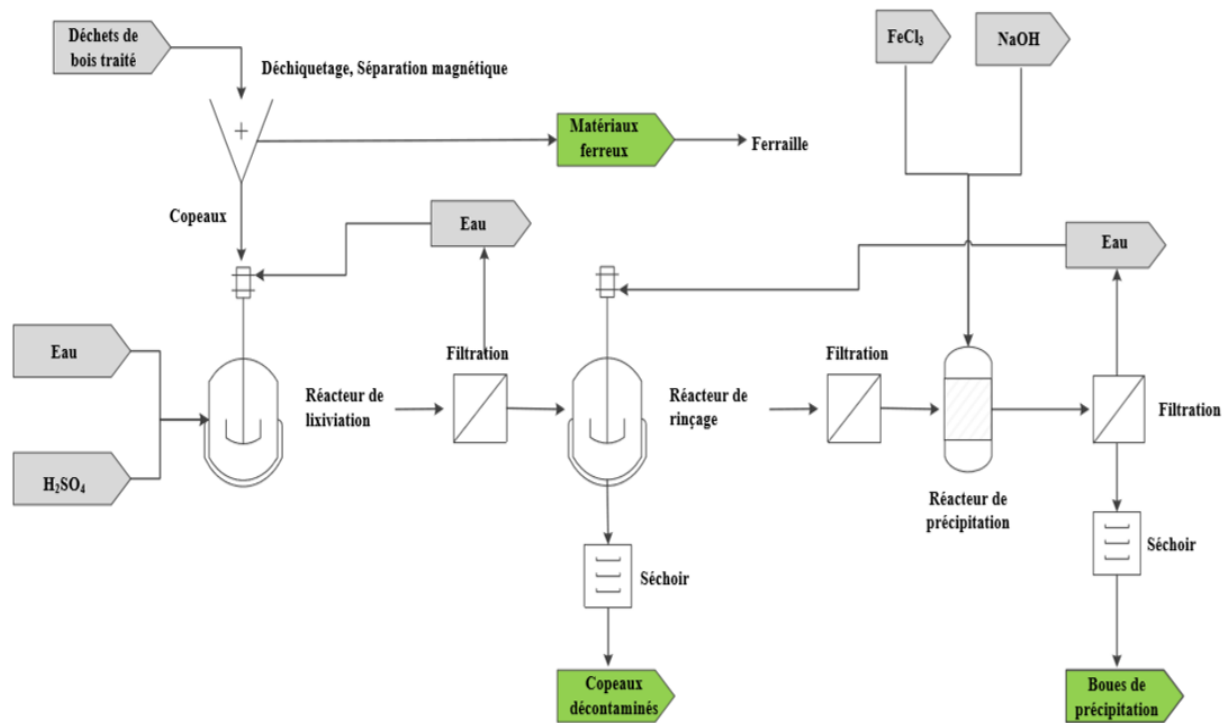 Déchets de
bois traité
FeCl₃
NaOH
Déchiquetage, Séparation magnétique
Matériaux
ferreux
Ferraille
Copeaux
Eau
Eau
Eau
Filtration
Filtration
Réacteur de
lixiviation
Réacteur de
rinçage
Filtration
H₂SO₄
Réacteur de
précipitation
Séchoir
Séchoir
Copeaux
décontaminés
Boues de
précipitation